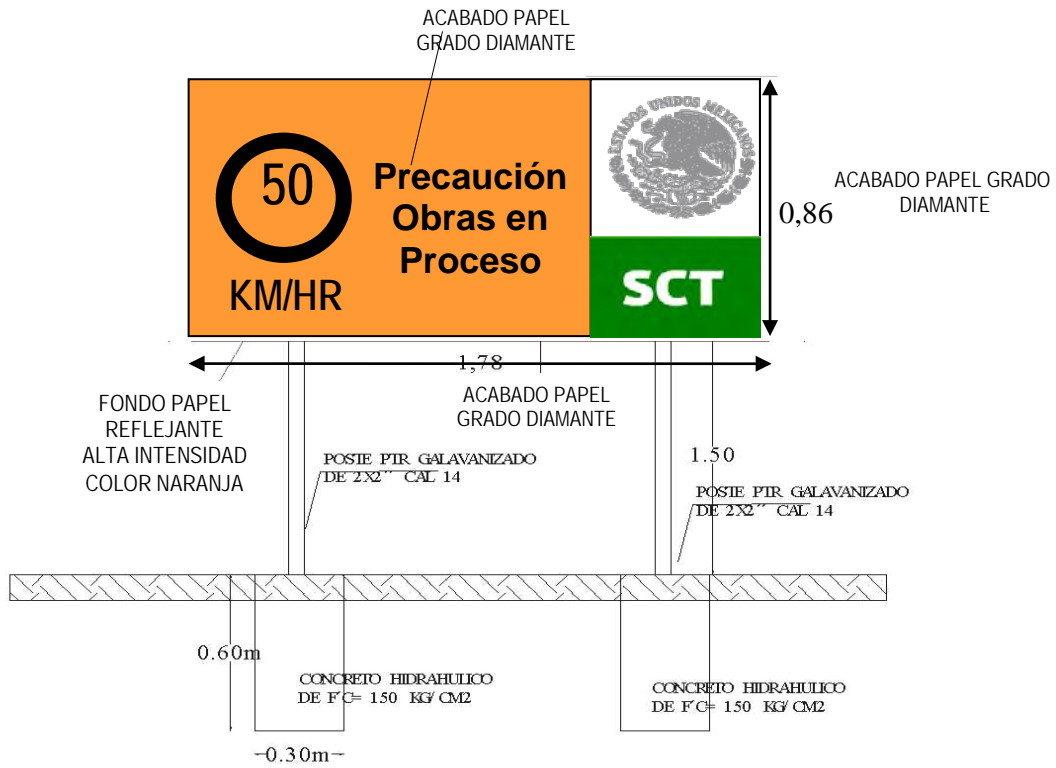 ACABADO PAPEL
GRADO DIAMANTE
50
KM/HR
Precaución
Obras en
Proceso
ESTADOS UNIDOS MEXICANOS
SCT
0,86
ACABADO PAPEL GRADO
DIAMANTE
1,78
FONDO PAPEL
REFLEJANTE
ALTA INTENSIDAD
COLOR NARANJA
ACABADO PAPEL
GRADO DIAMANTE
POSTE PTR GALAVANIZADO
DE 2X2´´ CAL 14
1.50
POSTE PTR GALAVANIZADO
DE 2X2´´ CAL 14
0.60m
CONCRETO HIDRAHULICO
DE F´C= 150 KG/CM2
CONCRETO HIDRAHULICO
DE F´C= 150 KG/CM2
0.30m